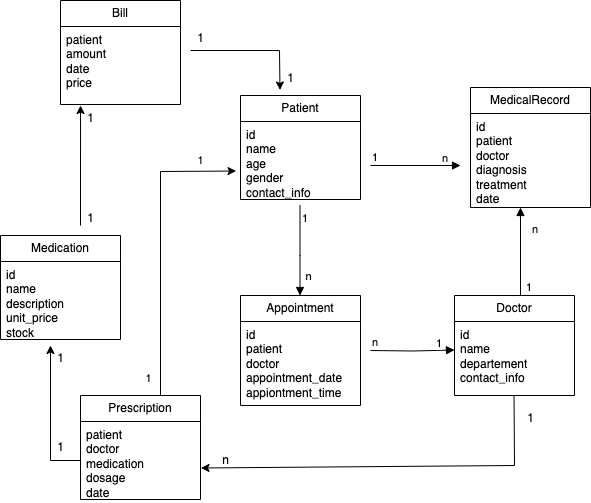 Bill
patient
amount
date
price
1
1
Patient
id
name
age
gender
contact_info
MedicalRecord
id
patient
doctor
diagnosis
treatment
date
1
1
1
n
1
n
1
n
1
Medication
id
name
description
unit_price
stock
Appointment
id
patient
doctor
appointment_date
appiontment_time
n
1
Doctor
id
name
departement
contact_info
1
1
1
Prescription
patient
doctor
medication
dosage
date
n
1